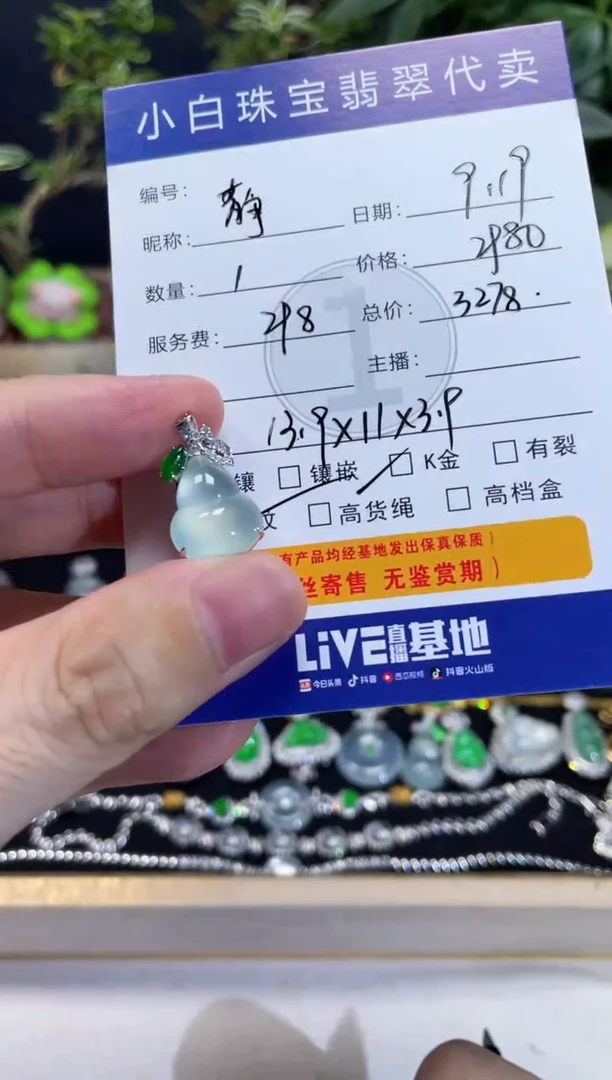 小白珠宝翡翠代卖
编号:
昵称: 静 日期: 9.19
数量: 1 价格: 2980
服务费: 298 总价: 3278.
主播:
1
13.9×11×3.9
镶 □ 镶嵌 □ K金 □ 有裂
纹 □ 高货绳 □ 高档盒
有产品均经基地发出保真保质)
丝寄售 无鉴赏期)
LiVE直播基地
头条 今日头条 抖音 西瓜视频 抖音火山版